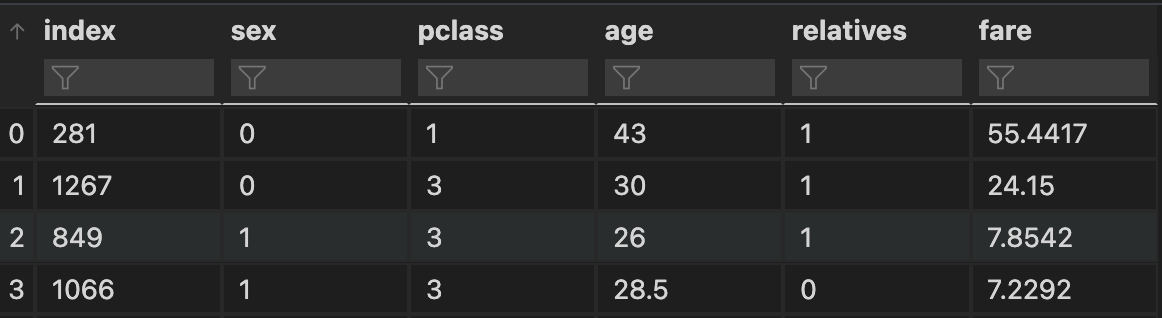 ↑ index sex pclass age relatives fare
0 281 0 1 43 1 55.4417
1 1267 0 3 30 1 24.15
2 849 1 3 26 1 7.8542
3 1066 1 3 28.5 0 7.2292